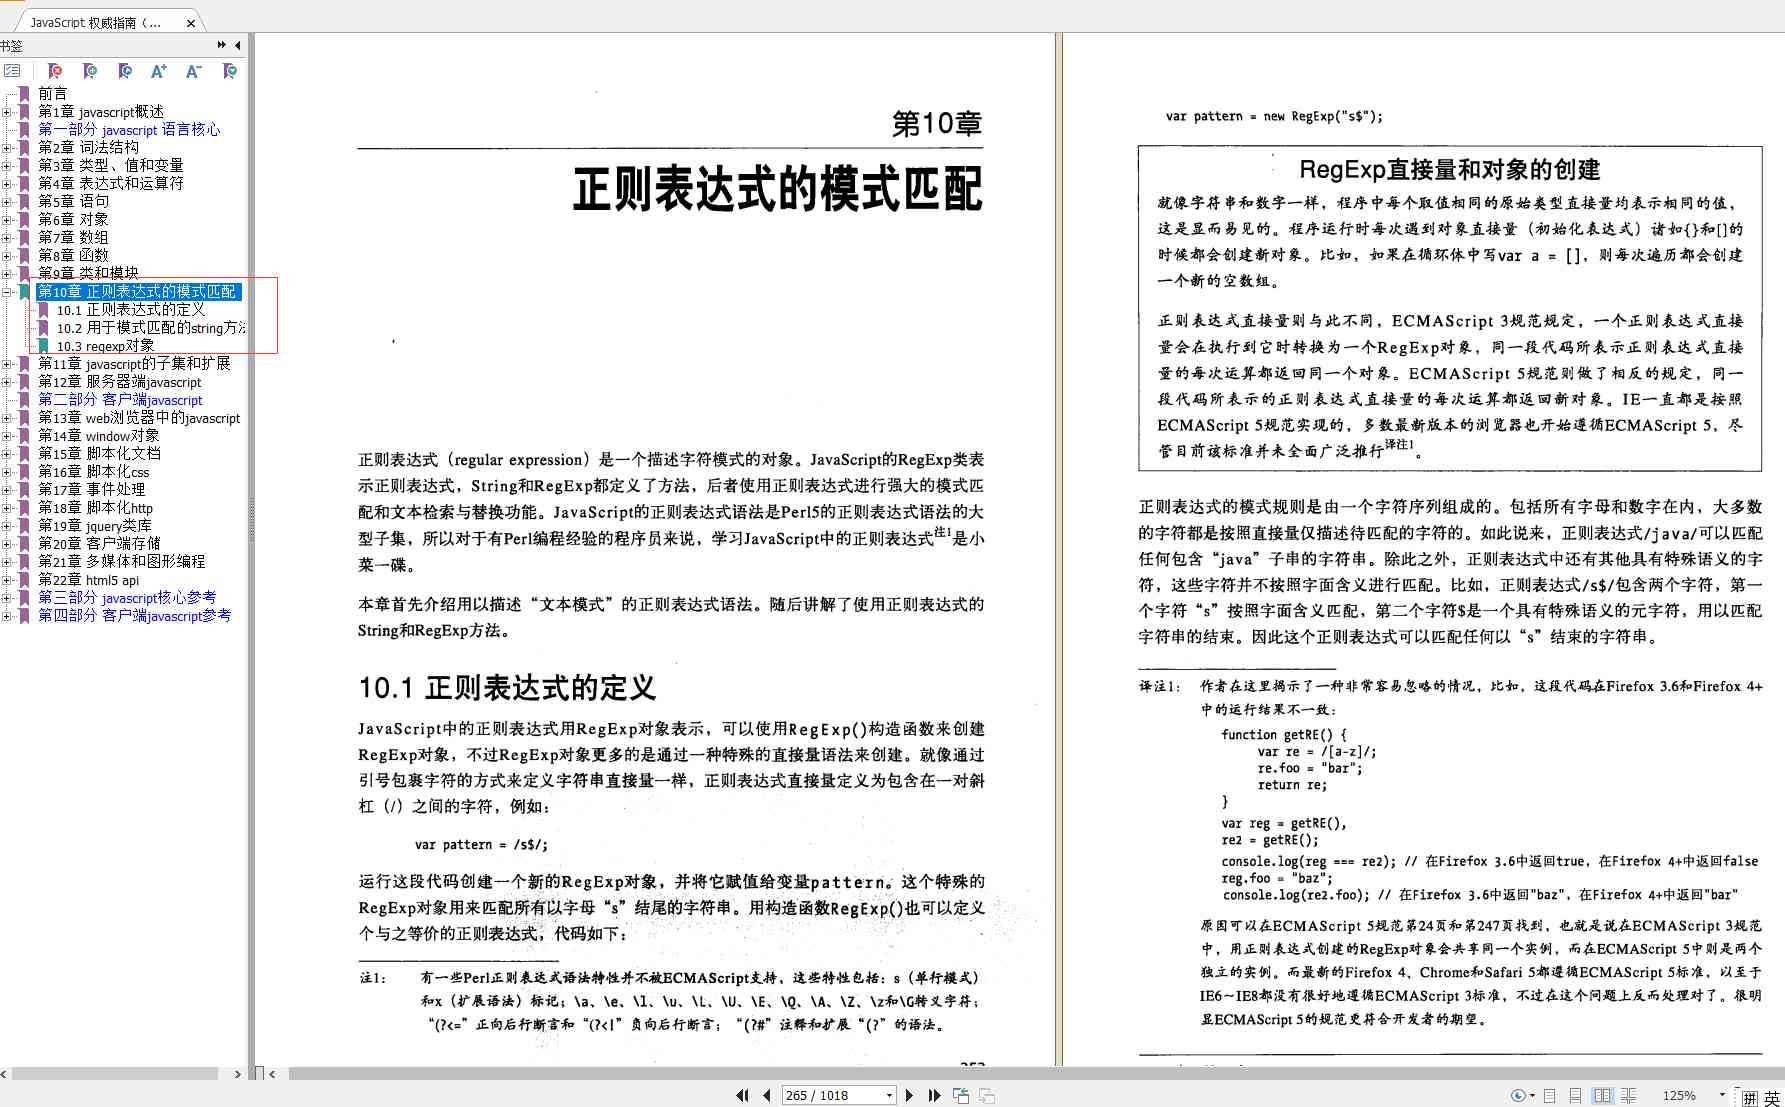 JavaScript 权威指南（...
书签
前言
第1章 javascript概述
第一部分 javascript 语言核心
第2章 词法结构
第3章 类型、值和变量
第4章 表达式和运算符
第5章 语句
第6章 对象
第7章 数组
第8章 函数
第9章 类和模块
第10章 正则表达式的模式匹配
10.1 正则表达式的定义
10.2 用于模式匹配的string方法
10.3 regexp对象
第11章 javascript的子集和扩展
第12章 服务器端javascript
第二部分 客户端javascript
第13章 web浏览器中的javascript
第14章 window对象
第15章 脚本化文档
第16章 脚本化css
第17章 事件处理
第18章 脚本化http
第19章 jquery类库
第20章 客户端存储
第21章 多媒体和图形编程
第22章 html5 api
第三部分 javascript核心参考
第四部分 客户端javascript参考
第10章
正则表达式的模式匹配
正则表达式（regular expression）是一个描述字符模式的对象。JavaScript的RegExp类表
示正则表达式，String和RegExp都定义了方法，后者使用正则表达式进行强大的模式匹
配和文本检索与替换功能。JavaScript的正则表达式语法是Perl5的正则表达式语法的大
型子集，所以对于有Perl编程经验的程序员来说，学习JavaScript中的正则表达式注1是小
菜一碟。
本章首先介绍用以描述“文本模式”的正则表达式语法。随后讲解了使用正则表达式的
String和RegExp方法。
10.1 正则表达式的定义
JavaScript中的正则表达式用RegExp对象表示，可以使用RegExp()构造函数来创建
RegExp对象，不过RegExp对象更多的是通过一种特殊的直接量语法来创建。就像通过
引号包裹字符的方式来定义字符串直接量一样，正则表达式直接量定义为包含在一对斜
杠（/）之间的字符，例如：
var pattern = /s$/;
运行这段代码创建一个新的RegExp对象，并将它赋值给变量pattern。这个特殊的
RegExp对象用来匹配所有以字母“s”结尾的字符串。用构造函数RegExp()也可以定义
个与之等价的正则表达式，代码如下：
注1： 有一些Perl正则表达式语法特性并不被ECMAScript支持，这些特性包括：s（单行模式）
和x（扩展语法）标记；\a、\e、\l、\u、\L、\U、\E、\Q、\A、\Z、\z和\G转义字符；
“(?<=”正向后行断言和“(?<!”负向后行断言；“(?#”注释和扩展“(?”的语法。
var pattern = new RegExp("s$");
RegExp直接量和对象的创建
就像字符串和数字一样，程序中每个取值相同的原始类型直接量均表示相同的值，
这是显而易见的。程序运行时每次遇到对象直接量（初始化表达式）诸如{}和[]的
时候都会创建新对象。比如，如果在循环体中写var a = []，则每次遍历都会创建
一个新的空数组。
正则表达式直接量则与此不同，ECMAScript 3规范规定，一个正则表达式直接
量会在执行到它时转换为一个RegExp对象，同一段代码所表示正则表达式直接
量的每次运算都返回同一个对象。ECMAScript 5规范则做了相反的规定，同一
段代码所表示的正则表达式直接量的每次运算都返回新对象。IE一直都是按照
ECMAScript 5规范实现的，多数最新版本的浏览器也开始遵循ECMAScript 5，尽
管目前该标准并未全面广泛推行译注1。
正则表达式的模式规则是由一个字符序列组成的。包括所有字母和数字在内，大多数
的字符都是按照直接量仅描述待匹配的字符的。如此说来，正则表达式/java/可以匹配
任何包含“java”子串的字符串。除此之外，正则表达式中还有其他具有特殊语义的字
符，这些字符并不按照字面含义进行匹配。比如，正则表达式/s$/包含两个字符，第一
个字符“s”按照字面含义匹配，第二个字符$是一个具有特殊语义的元字符，用以匹配
字符串的结束。因此这个正则表达式可以匹配任何以“s”结束的字符串。
译注1： 作者在这里揭示了一种非常容易忽略的情况，比如，这段代码在Firefox 3.6和Firefox 4+
中的运行结果不一致：
function getRE() {
var re = /[a-z]/;
re.foo = "bar";
return re;
}
var reg = getRE(),
re2 = getRE();
console.log(reg === re2); // 在Firefox 3.6中返回true，在Firefox 4+中返回false
reg.foo = "baz";
console.log(re2.foo); // 在Firefox 3.6中返回"baz"，在Firefox 4+中返回"bar"
原因可以在ECMAScript 5规范第24页和第247页找到，也就是说在ECMAScript 3规范
中，用正则表达式创建的RegExp对象会共享同一个实例，而在ECMAScript 5中则是两个
独立的实例。而最新的Firefox 4、Chrome和Safari 5都遵循ECMAScript 5标准，以至于
IE6～IE8都没有很好地遵循ECMAScript 3标准，不过在这个问题上反而处理对了。很明
显ECMAScript 5的规范更符合开发者的期望。
265 / 1018
125%
拼 英